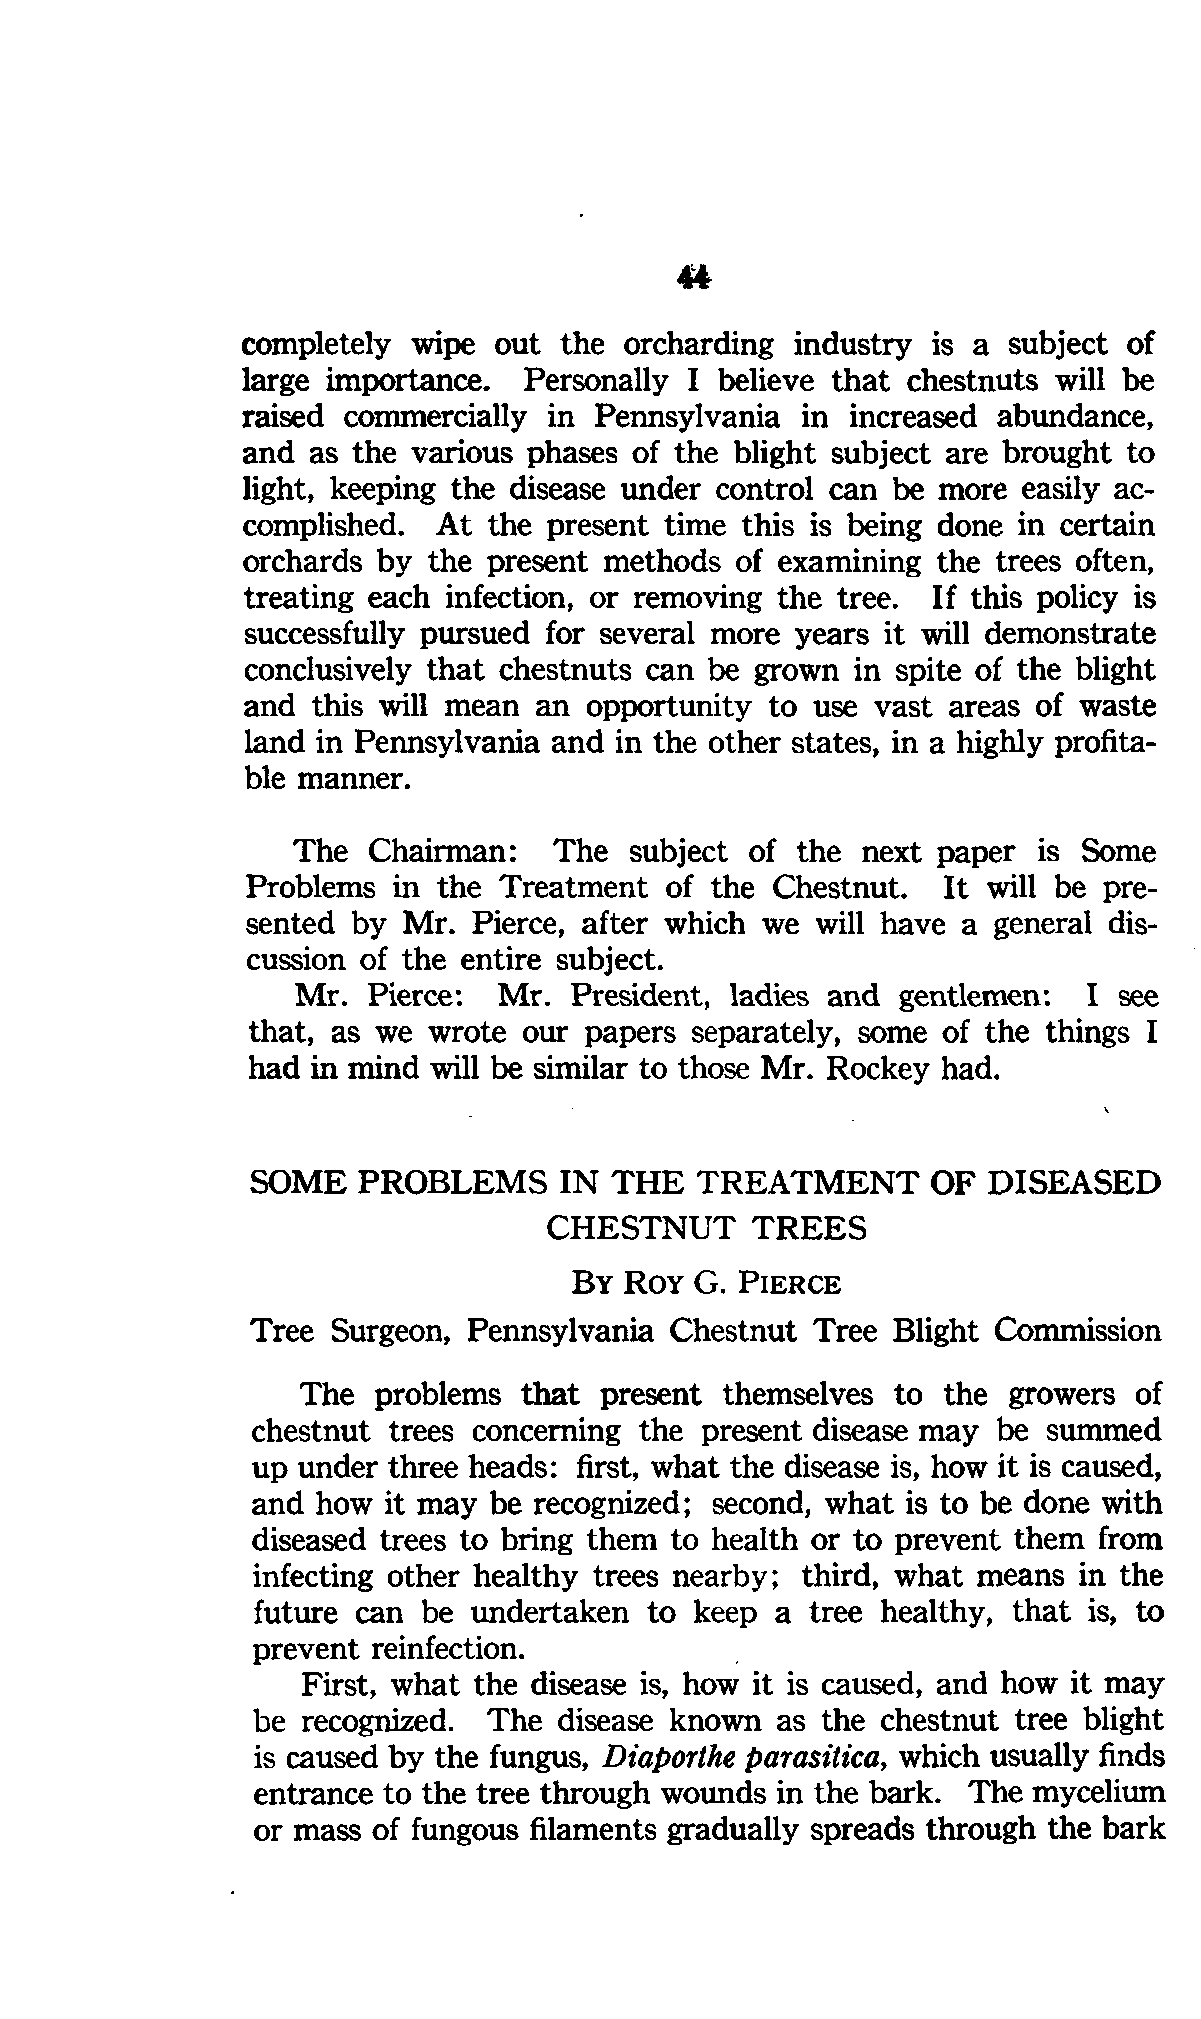 44
completely wipe out the orcharding industry is a subject of
large importance. Personally I believe that chestnuts will be
raised commercially in Pennsylvania in increased abundance,
and as the various phases of the blight subject are brought to
light, keeping the disease under control can be more easily ac-
complished. At the present time this is being done in certain
orchards by the present methods of examining the trees often,
treating each infection, or removing the tree. If this policy is
successfully pursued for several more years it will demonstrate
conclusively that chestnuts can be grown in spite of the blight
and this will mean an opportunity to use vast areas of waste
land in Pennsylvania and in the other states, in a highly profita-
ble manner.
The Chairman: The subject of the next paper is Some
Problems in the Treatment of the Chestnut. It will be pre-
sented by Mr. Pierce, after which we will have a general dis-
cussion of the entire subject.
Mr. Pierce: Mr. President, ladies and gentlemen: I see
that, as we wrote our papers separately, some of the things I
had in mind will be similar to those Mr. Rockey had.
SOME PROBLEMS IN THE TREATMENT OF DISEASED
CHESTNUT TREES
BY ROY G. PIERCE
Tree Surgeon, Pennsylvania Chestnut Tree Blight Commission
The problems that present themselves to the growers of
chestnut trees concerning the present disease may be summed
up under three heads: first, what the disease is, how it is caused,
and how it may be recognized; second, what is to be done with
diseased trees to bring them to health or to prevent them from
infecting other healthy trees nearby; third, what means in the
future can be undertaken to keep a tree healthy, that is, to
prevent reinfection.
First, what the disease is, how it is caused, and how it may
be recognized. The disease known as the chestnut tree blight
is caused by the fungus, Diaporthe parasitica, which usually finds
entrance to the tree through wounds in the bark. The mycelium
or mass of fungous filaments gradually spreads through the bark